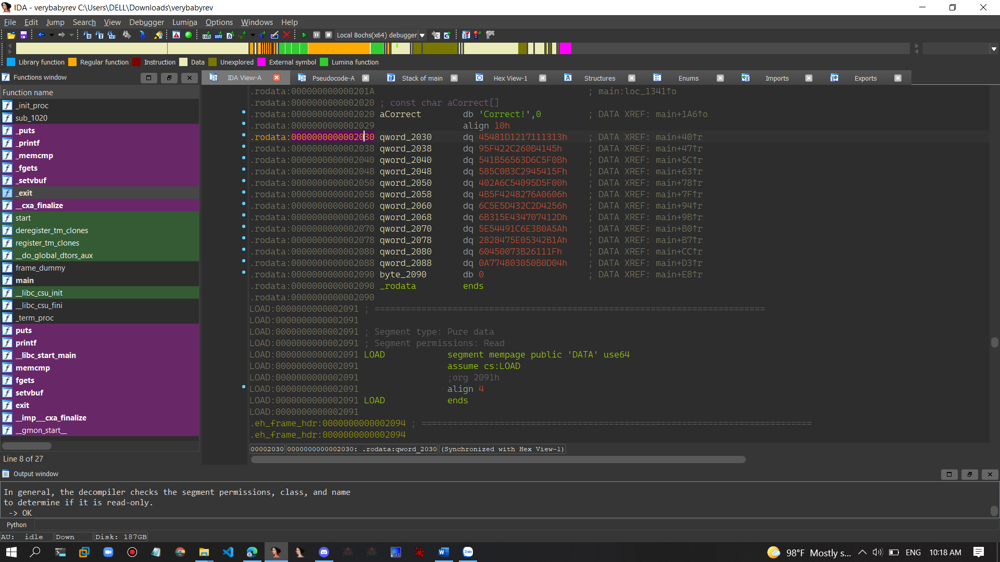 IDA - verybabyrev C:\Users\DELL\Downloads\verybabyrev
File Edit Jump Search View Debugger Lumina Options Windows Help
Local Bochs(x64) debugger
Library function Regular function Instruction Data Unexplored External symbol Lumina function
Functions window
IDA View-A Pseudocode-A Stack of main Hex View-1 Structures Enums Imports Exports
Function name
_init_proc
sub_1020
_puts
_printf
_memcmp
_fgets
_setvbuf
_exit
__cxa_finalize
start
deregister_tm_clones
register_tm_clones
__do_global_dtors_aux
frame_dummy
main
__libc_csu_init
__libc_csu_fini
_term_proc
puts
printf
__libc_start_main
memcmp
fgets
setvbuf
exit
__imp___cxa_finalize
__gmon_start__
Line 8 of 27
.rodata:000000000000201A ; main:loc_1341↑o
.rodata:0000000000002020 ; const char aCorrect[]
.rodata:0000000000002020 aCorrect db 'Correct!',0 ; DATA XREF: main+1A6↑o
.rodata:0000000000002029 align 10h
.rodata:0000000000002030 qword_2030 dq 45481D1217111313h ; DATA XREF: main+40↑r
.rodata:0000000000002038 qword_2038 dq 95F422C260B4145h ; DATA XREF: main+47↑r
.rodata:0000000000002040 qword_2040 dq 541B56563D6C5F0Bh ; DATA XREF: main+5C↑r
.rodata:0000000000002048 qword_2048 dq 585C0B3C2945415Fh ; DATA XREF: main+63↑r
.rodata:0000000000002050 qword_2050 dq 402A6C54095D5F00h ; DATA XREF: main+78↑r
.rodata:0000000000002058 qword_2058 dq 4B5F4248276A0606h ; DATA XREF: main+7F↑r
.rodata:0000000000002060 qword_2060 dq 6C5E5D432C2D4256h ; DATA XREF: main+94↑r
.rodata:0000000000002068 qword_2068 dq 6B315E434707412Dh ; DATA XREF: main+9B↑r
.rodata:0000000000002070 qword_2070 dq 5E54491C6E3B0A5Ah ; DATA XREF: main+B0↑r
.rodata:0000000000002078 qword_2078 dq 2828475E05342B1Ah ; DATA XREF: main+B7↑r
.rodata:0000000000002080 qword_2080 dq 60450073B26111Fh ; DATA XREF: main+CC↑r
.rodata:0000000000002088 qword_2088 dq 0A774803050B0D04h ; DATA XREF: main+D3↑r
.rodata:0000000000002090 byte_2090 db 0 ; DATA XREF: main+E8↑r
.rodata:0000000000002090 _rodata ends
.rodata:0000000000002090
LOAD:0000000000002091 ; ===========================================================================
LOAD:0000000000002091
LOAD:0000000000002091 ; Segment type: Pure data
LOAD:0000000000002091 ; Segment permissions: Read
LOAD:0000000000002091 LOAD segment mempage public 'DATA' use64
LOAD:0000000000002091 assume cs:LOAD
LOAD:0000000000002091 ;org 2091h
LOAD:0000000000002091 align 4
LOAD:0000000000002091 LOAD ends
LOAD:0000000000002091
.eh_frame_hdr:0000000000002094 ; ===========================================================================
.eh_frame_hdr:0000000000002094
00002030 0000000000002030: .rodata:qword_2030 (Synchronized with Hex View-1)
Output window
In general, the decompiler checks the segment permissions, class, and name
to determine if it is read-only.
-> OK
Python
AU: idle Down Disk: 187GB
98°F Mostly s... ENG 10:18 AM